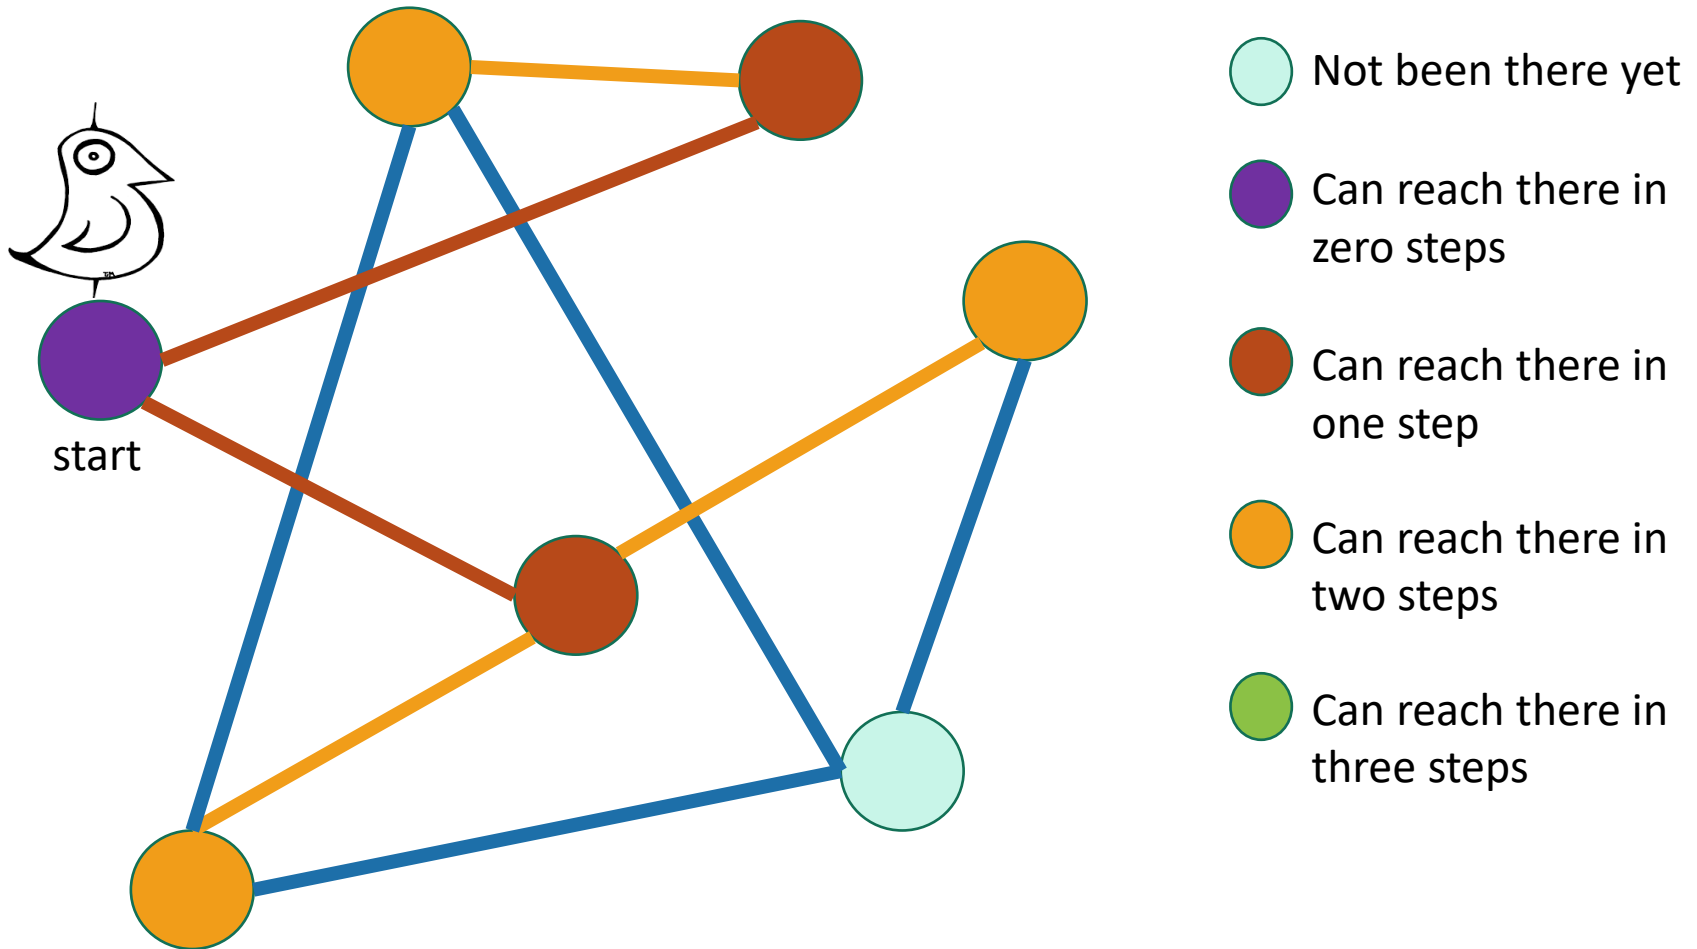 Not been there yet
Can reach there in
zero steps
start
Can reach there in
one step
Can reach there in
two steps
Can reach there in
three steps